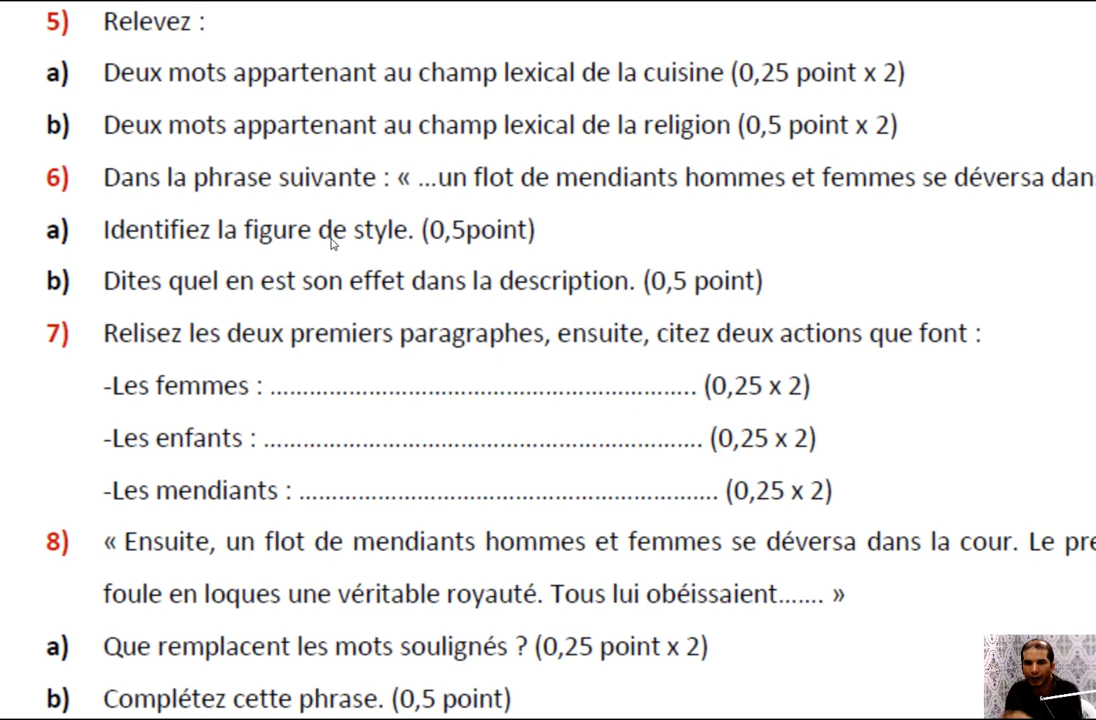 5) Relevez :
a) Deux mots appartenant au champ lexical de la cuisine (0,25 point x 2)
b) Deux mots appartenant au champ lexical de la religion (0,5 point x 2)
6) Dans la phrase suivante : « ...un flot de mendiants hommes et femmes se déversa dan
a) Identifiez la figure de style. (0,5point)
b) Dites quel en est son effet dans la description. (0,5 point)
7) Relisez les deux premiers paragraphes, ensuite, citez deux actions que font :
-Les femmes : ................................................................. (0,25 x 2)
-Les enfants : ................................................................... (0,25 x 2)
-Les mendiants : ................................................................ (0,25 x 2)
8) « Ensuite, un flot de mendiants hommes et femmes se déversa dans la cour. Le pre
foule en loques une véritable royauté. Tous lui obéissaient....... »
a) Que remplacent les mots soulignés ? (0,25 point x 2)
b) Complétez cette phrase. (0,5 point)